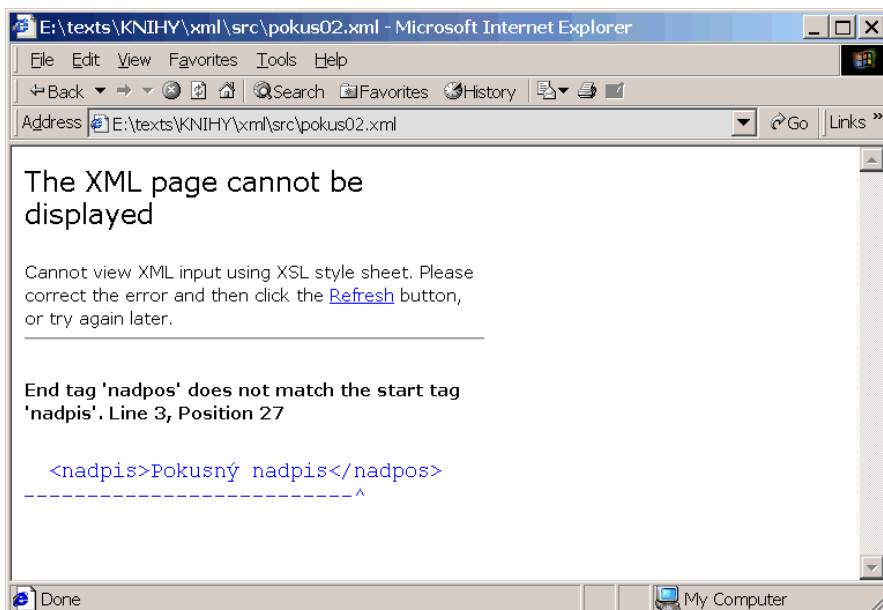 E:\texts\KNIHY\xml\src\pokus02.xml - Microsoft Internet Explorer
File Edit View Favorites Tools Help
Back Search Favorites History
Address E:\texts\KNIHY\xml\src\pokus02.xml Go Links »
The XML page cannot be
displayed
Cannot view XML input using XSL style sheet. Please
correct the error and then click the Refresh button,
or try again later.
End tag 'nadpos' does not match the start tag
'nadpis'. Line 3, Position 27
<nadpis>Pokusný nadpis</nadpos>
--------------------------^
Done My Computer